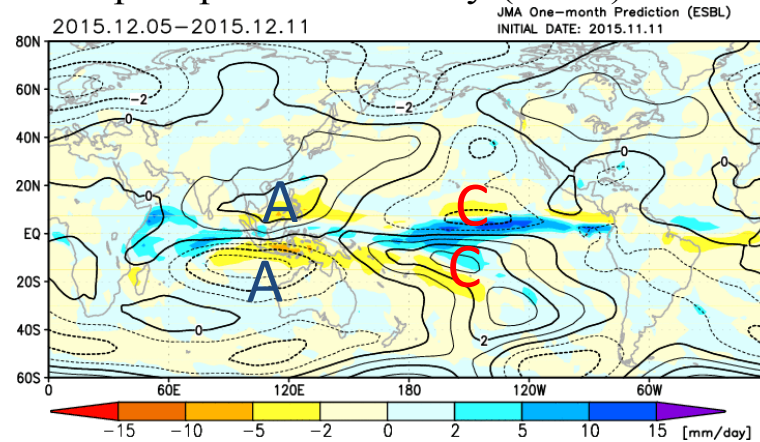 JMA One-month Prediction (ESBL)
2015.12.05−2015.12.11
INITIAL DATE: 2015.11.11
80N
60N
40N
20N
EQ
20S
40S
60S
-2
-2
0
0
0
0
0
2
A
C
A
C
0
60E
120E
180
120W
60W
-15
-10
-5
-2
0
2
5
10
15
[mm/day]